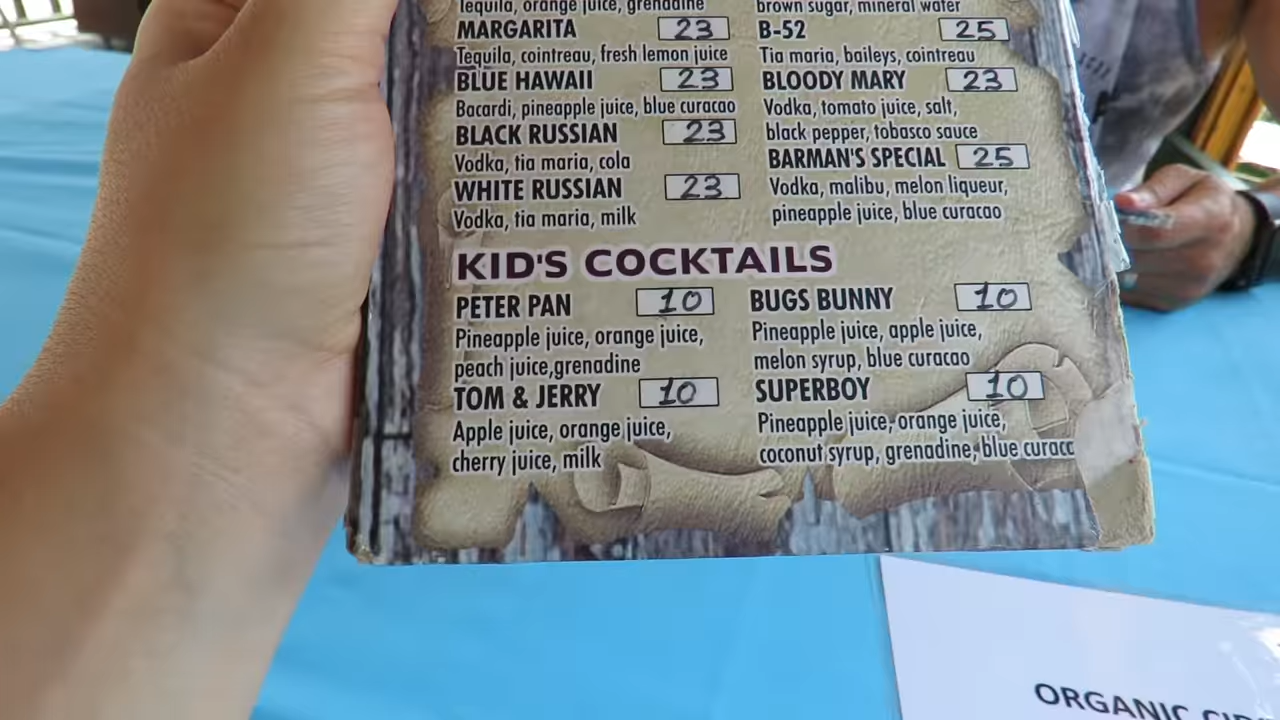 Tequila, orange juice, grenadine
MARGARITA 23
Tequila, cointreau, fresh lemon juice
BLUE HAWAII 23
Bacardi, pineapple juice, blue curacao
BLACK RUSSIAN 23
Vodka, tia maria, cola
WHITE RUSSIAN 23
Vodka, tia maria, milk
brown sugar, mineral water
B-52 25
Tia maria, baileys, cointreau
BLOODY MARY 23
Vodka, tomato juice, salt,
black pepper, tobasco sauce
BARMAN'S SPECIAL 25
Vodka, malibu, melon liqueur,
pineapple juice, blue curacao
KID'S COCKTAILS
PETER PAN 10
Pineapple juice, orange juice,
peach juice,grenadine
TOM & JERRY 10
Apple juice, orange juice,
cherry juice, milk
BUGS BUNNY 10
Pineapple juice, apple juice,
melon syrup, blue curacao
SUPERBOY 10
Pineapple juice, orange juice,
coconut syrup, grenadine, blue curacc
ORGANIC